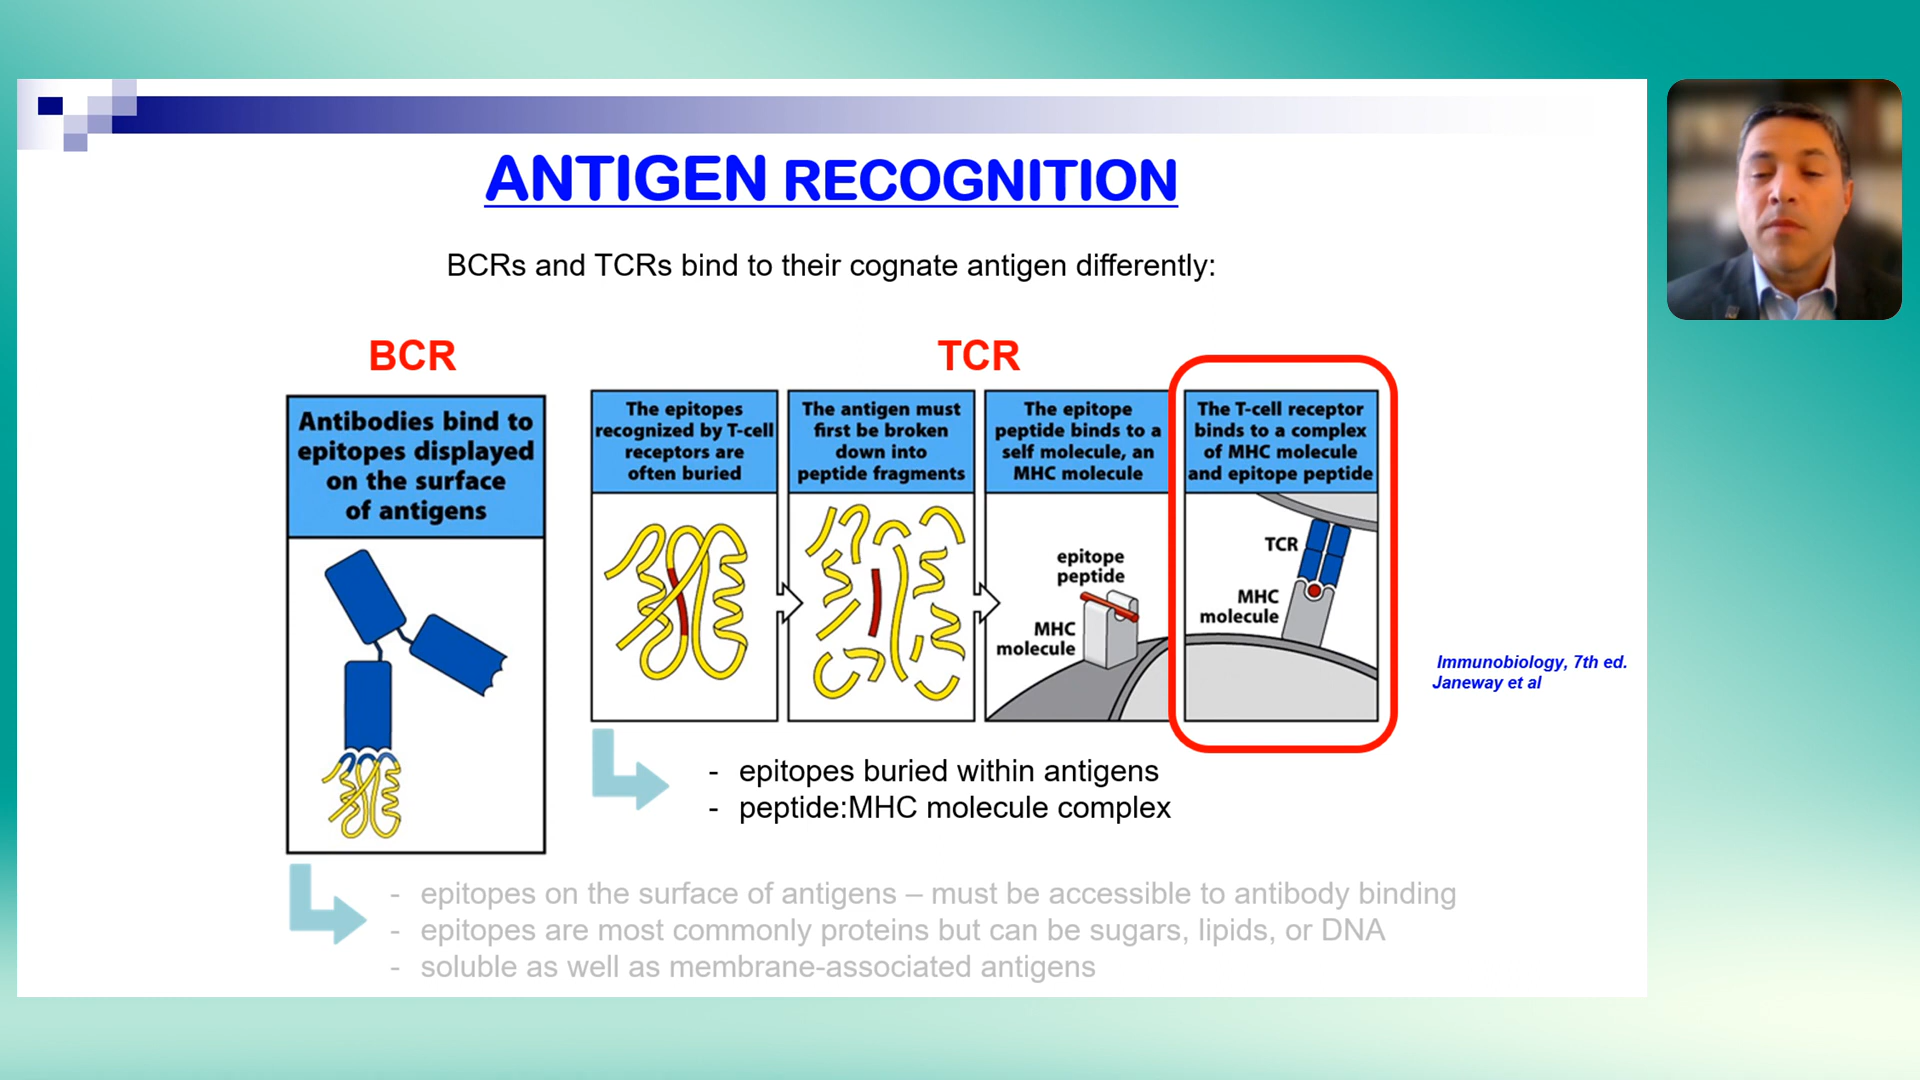 ANTIGEN RECOGNITION
BCRs and TCRs bind to their cognate antigen differently:
BCR
Antibodies bind to
epitopes displayed
on the surface
of antigens
TCR
The epitopes
recognized by T-cell
receptors are
often buried
The antigen must
first be broken
down into
peptide fragments
The epitope
peptide binds to a
self molecule, an
MHC molecule
epitope
peptide
MHC
molecule
The T-cell receptor
binds to a complex
of MHC molecule
and epitope peptide
TCR
MHC
molecule
Immunobiology, 7th ed.
Janeway et al
- epitopes buried within antigens
- peptide:MHC molecule complex
- epitopes on the surface of antigens – must be accessible to antibody binding
- epitopes are most commonly proteins but can be sugars, lipids, or DNA
- soluble as well as membrane-associated antigens